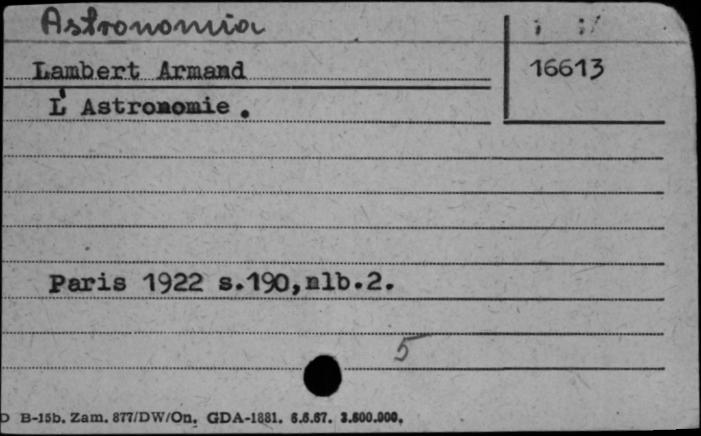 Astronomia
Lambert Armand
16613
L'Astronomie.
Paris 1922 s.190,nlb.2.
5
B-15b. Zam. 877/DW/On. GDA-1881. 6.6.67. 3.600.000.